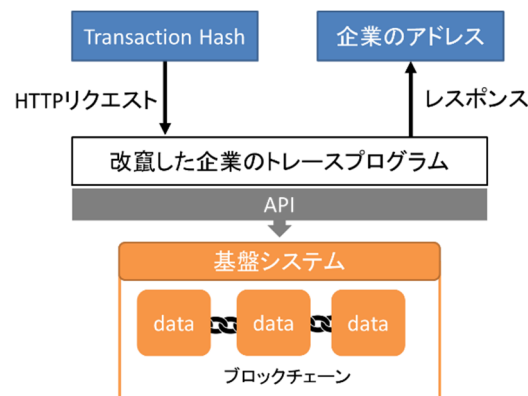 Transaction Hash
企業のアドレス
HTTPリクエスト
レスポンス
改竄した企業のトレースプログラム
API
基盤システム
data
data
data
ブロックチェーン